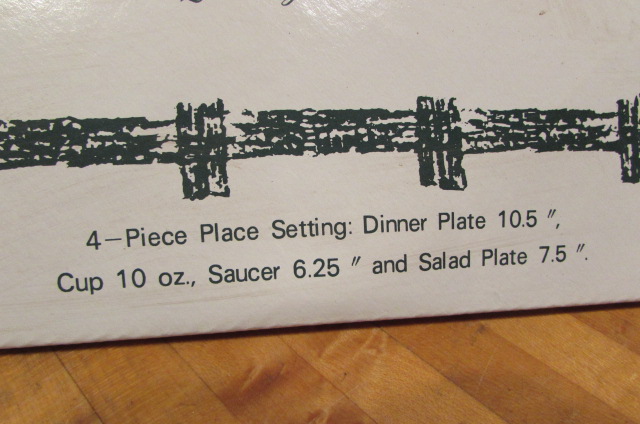 4-Piece Place Setting: Dinner Plate 10.5 ",
Cup 10 oz., Saucer 6.25 " and Salad Plate 7.5 ".